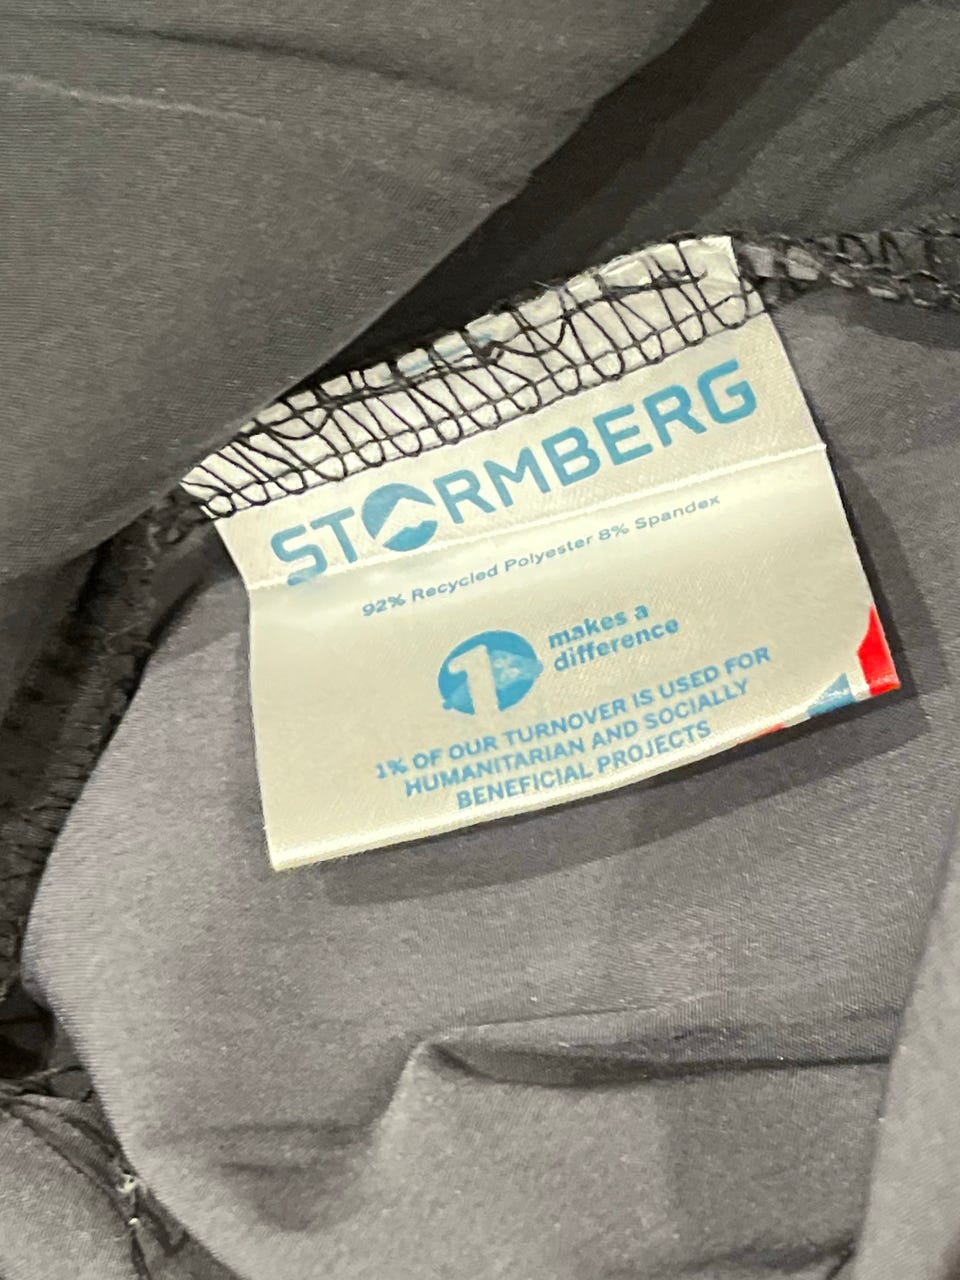 STORMBERG
92% Recycled Polyester 8% Spandex
1 makes a
difference
1% OF OUR TURNOVER IS USED FOR
HUMANITARIAN AND SOCIALLY
BENEFICIAL PROJECTS